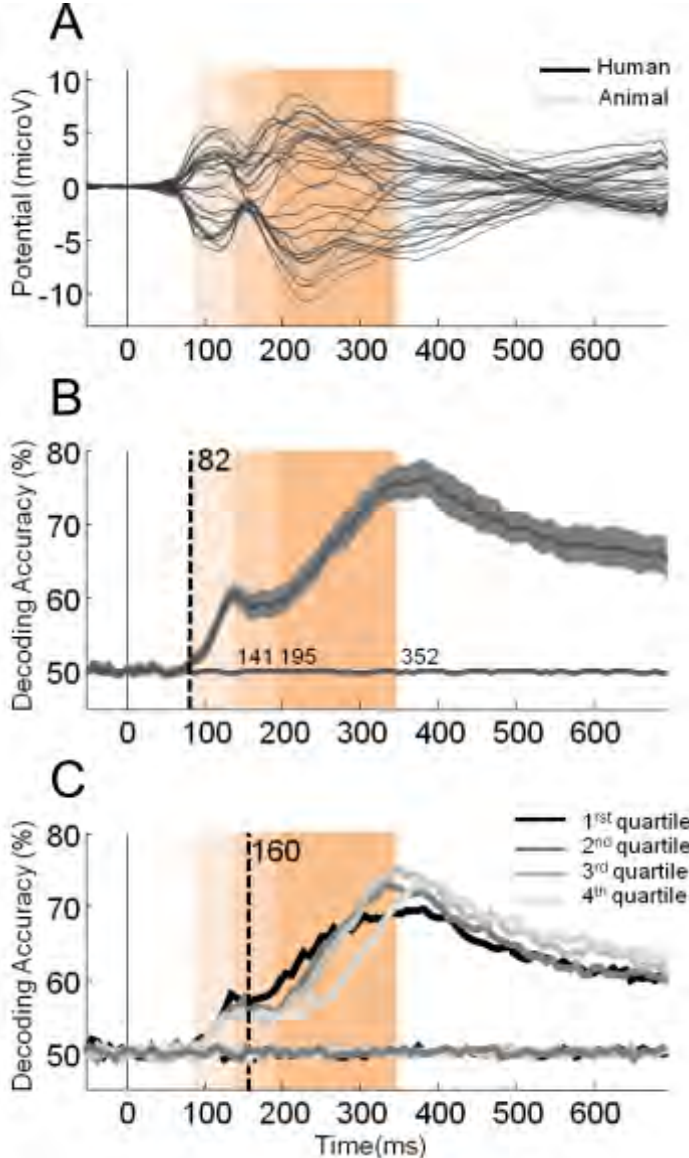 A
Human
Animal
Potential (microV)
10
5
0
-5
-10
0 100 200 300 400 500 600
B
Decoding Accuracy (%)
80
70
60
50
82
141 195 352
0 100 200 300 400 500 600
C
Decoding Accuracy (%)
80
70
60
50
160
1rst quartile
2nd quartile
3rd quartile
4th quartile
0 100 200 300 400 500 600
Time(ms)